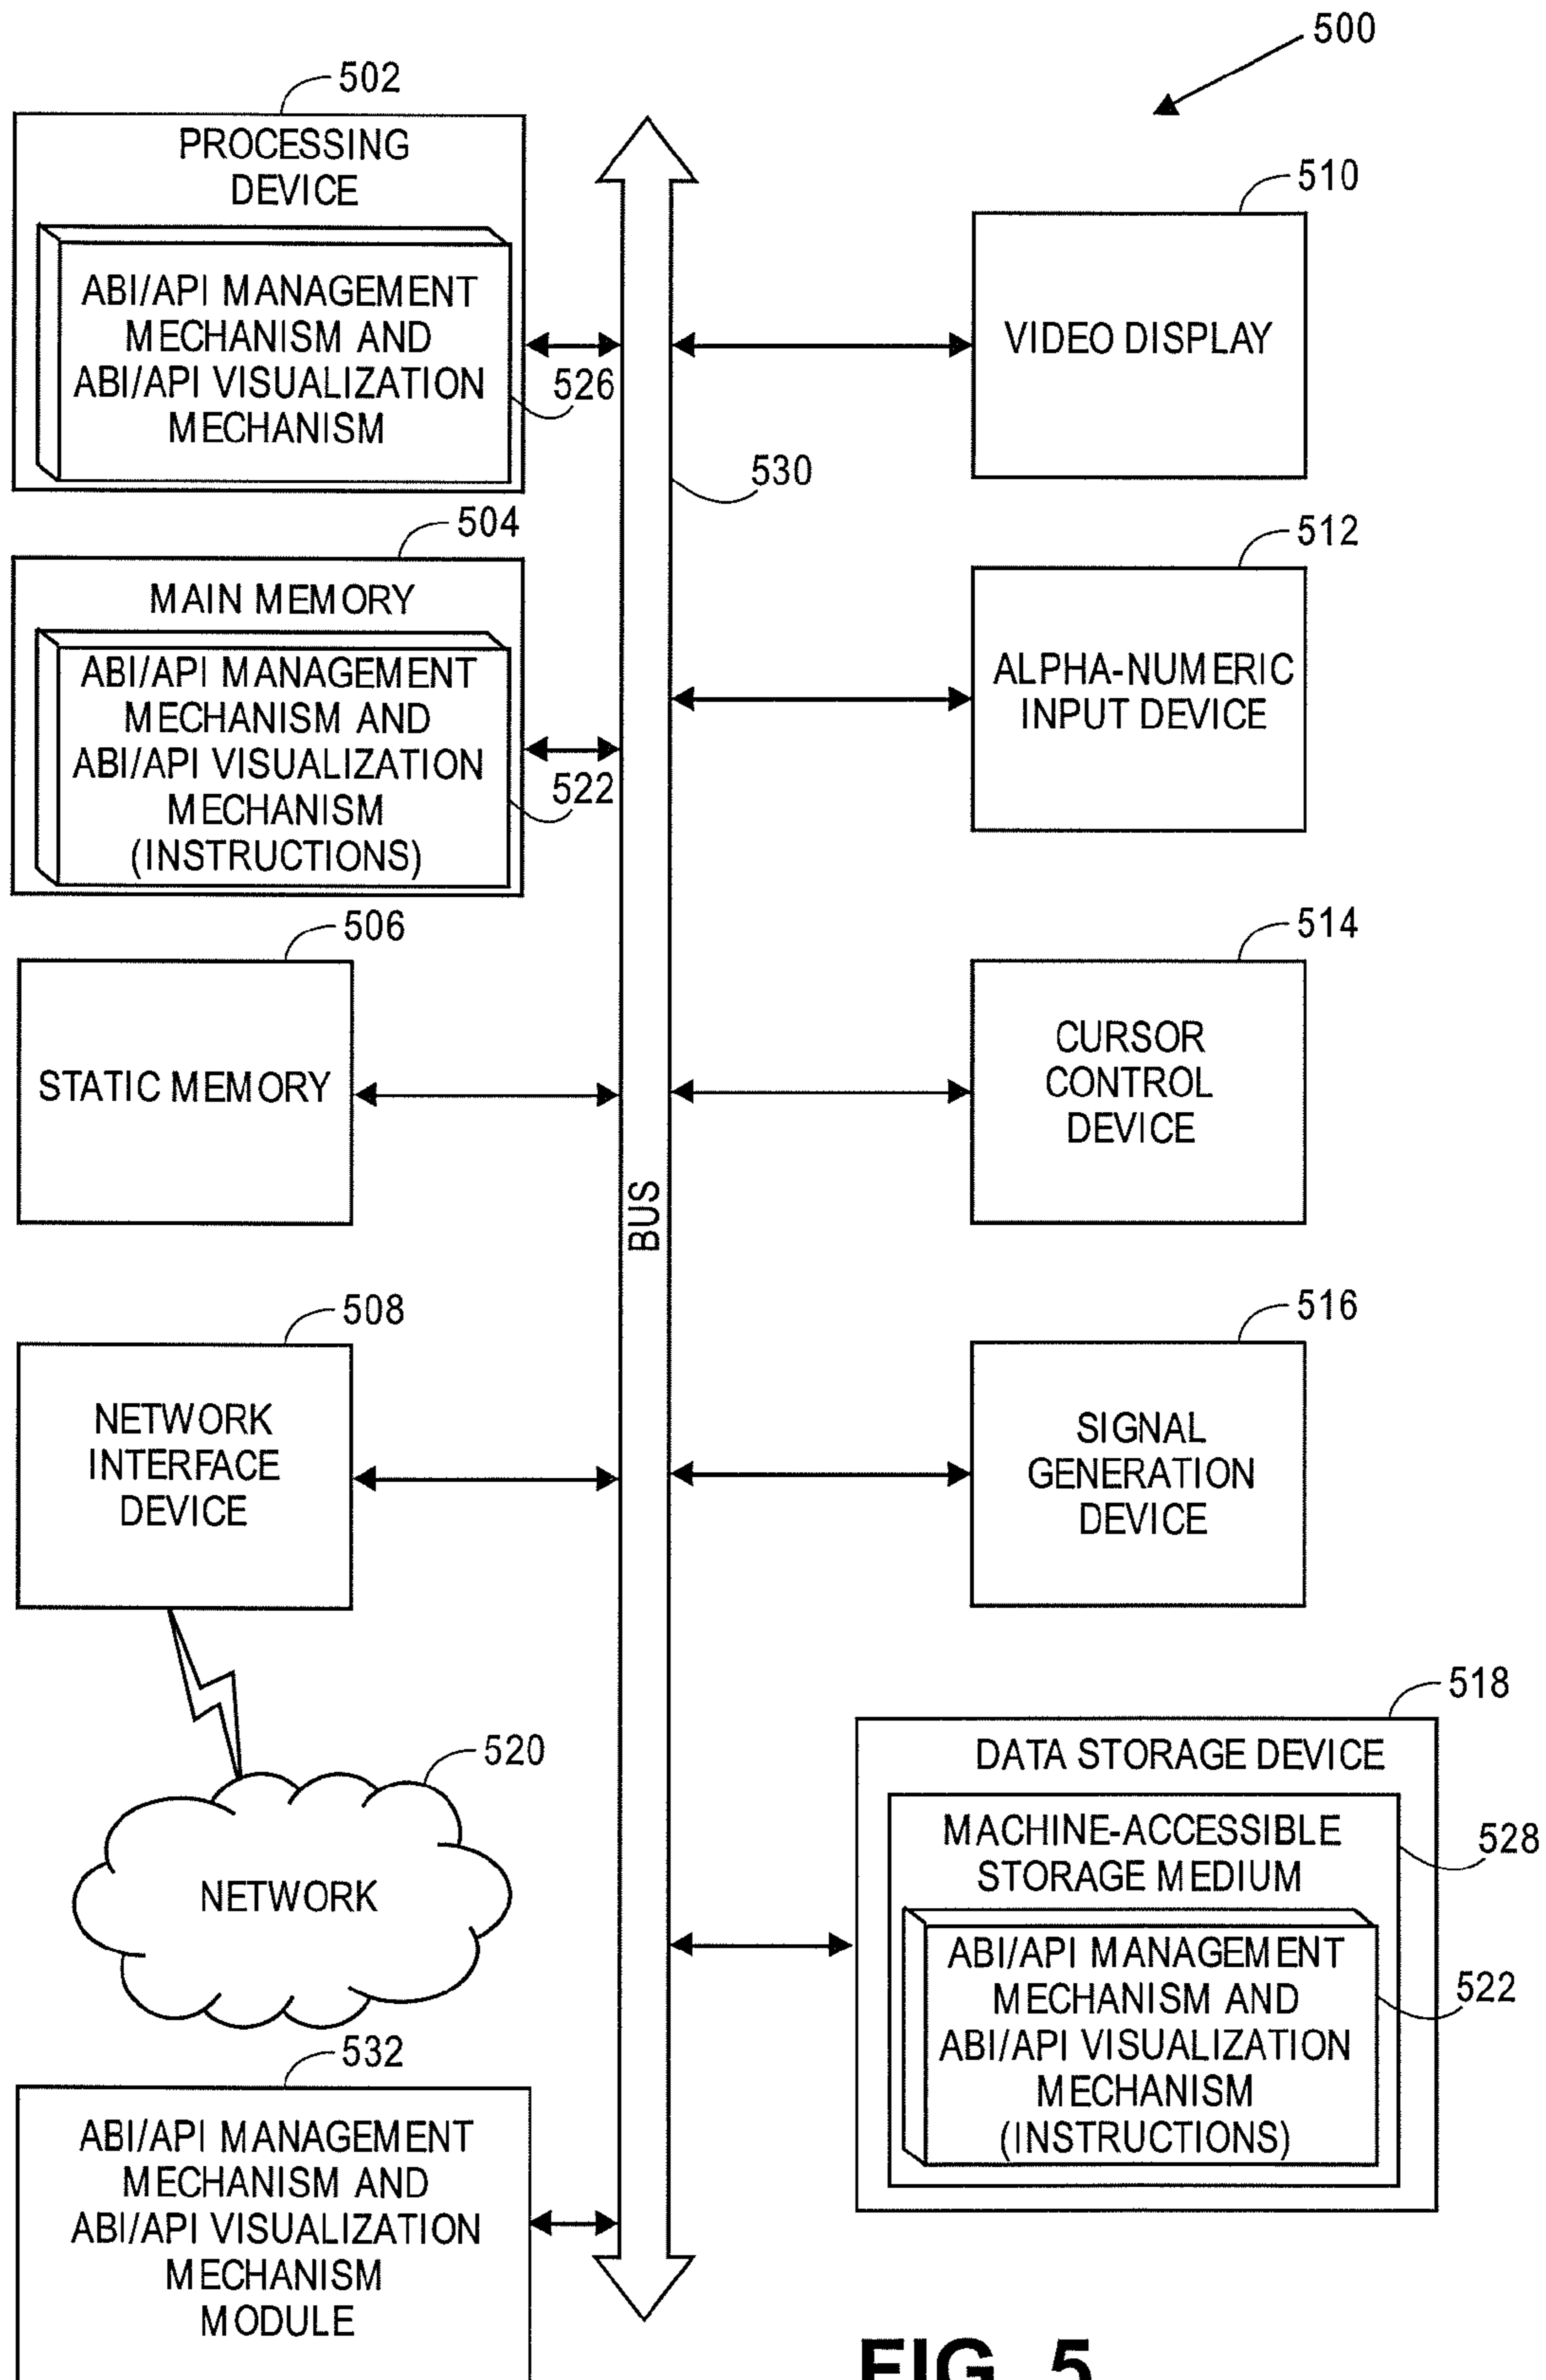 500
502
PROCESSING
DEVICE
ABI/API MANAGEMENT
MECHANISM AND
ABI/API VISUALIZATION
MECHANISM
526
504
MAIN MEMORY
ABI/API MANAGEMENT
MECHANISM AND
ABI/API VISUALIZATION
MECHANISM
(INSTRUCTIONS)
522
506
STATIC MEMORY
508
NETWORK
INTERFACE
DEVICE
520
NETWORK
532
ABI/API MANAGEMENT
MECHANISM AND
ABI/API VISUALIZATION
MECHANISM
MODULE
530
BUS
510
VIDEO DISPLAY
512
ALPHA-NUMERIC
INPUT DEVICE
514
CURSOR
CONTROL
DEVICE
516
SIGNAL
GENERATION
DEVICE
518
DATA STORAGE DEVICE
MACHINE-ACCESSIBLE
STORAGE MEDIUM
528
ABI/API MANAGEMENT
MECHANISM AND
ABI/API VISUALIZATION
MECHANISM
(INSTRUCTIONS)
522
FIG. 5